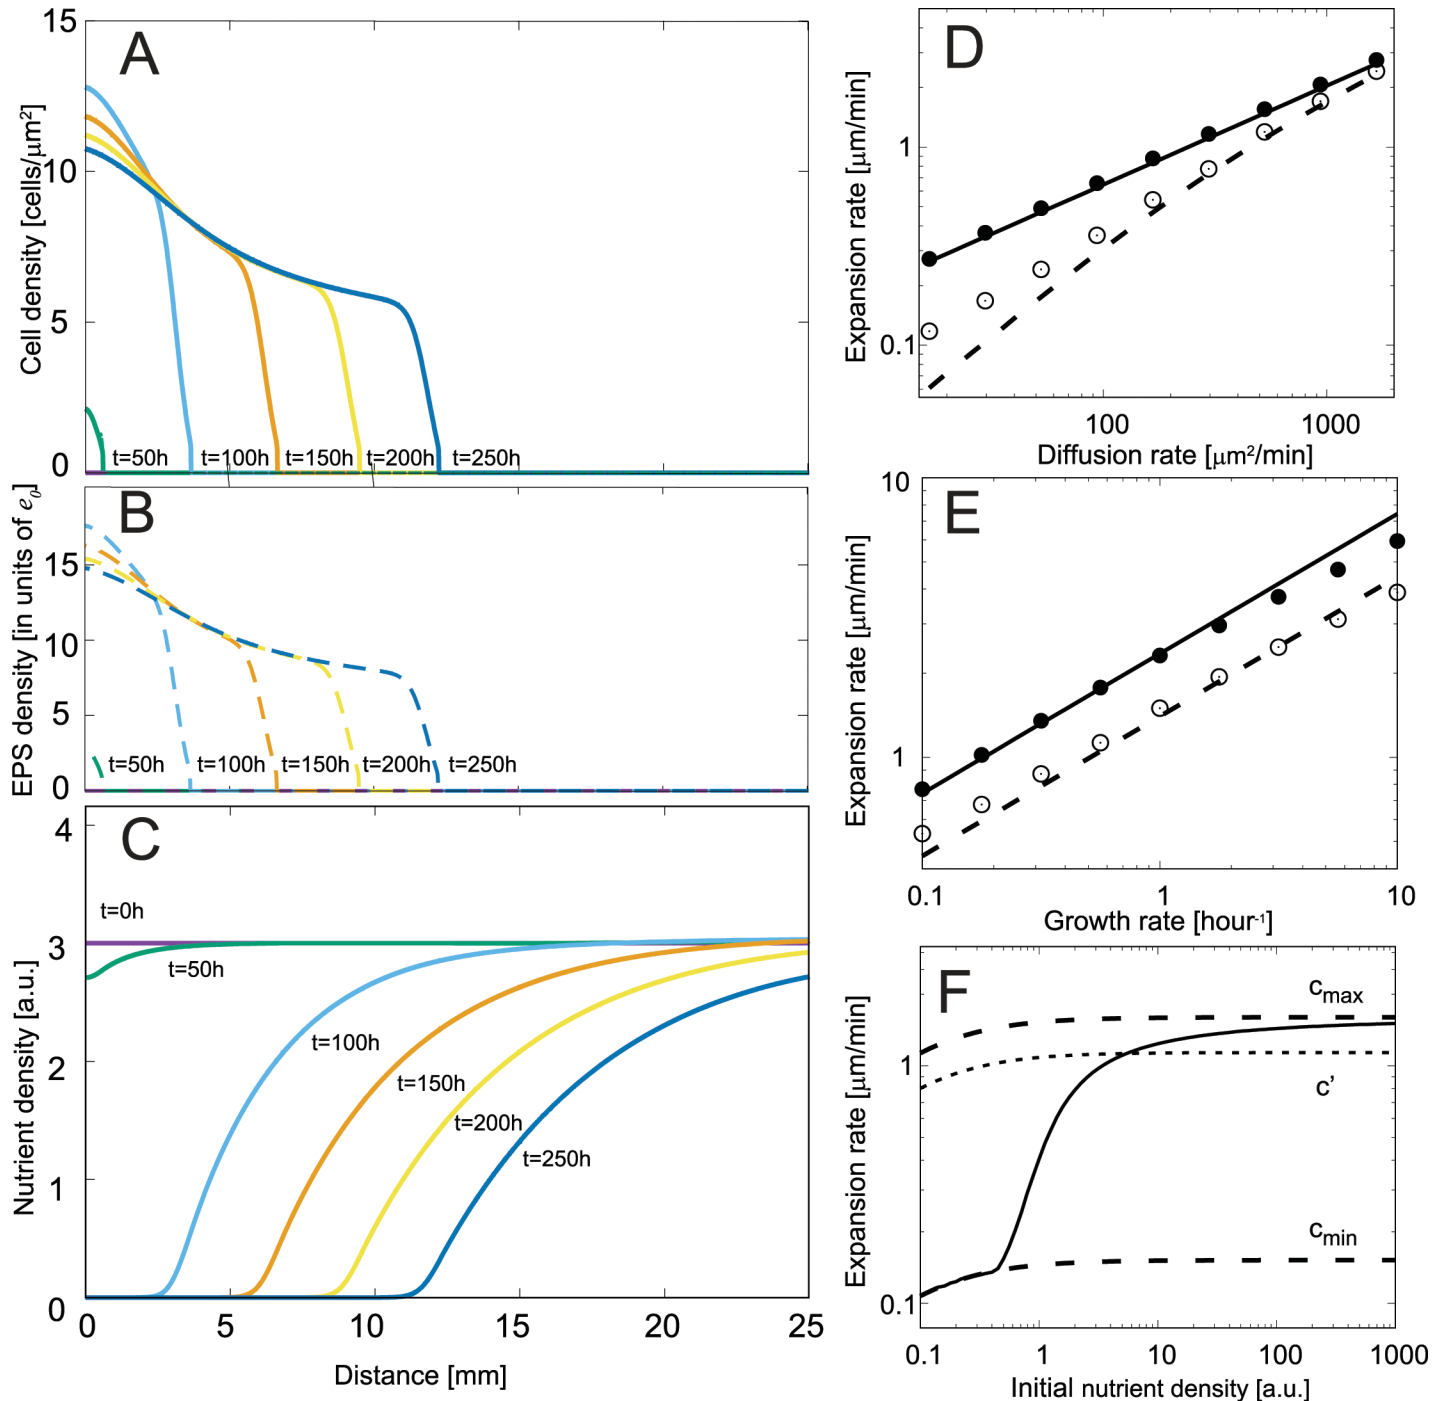 A
15
10
5
0
Cell density [cells/μm²]
t=50h
t=100h
t=150h
t=200h
t=250h
B
15
10
5
0
EPS density [in units of e₀]
t=50h
t=100h
t=150h
t=200h
t=250h
C
4
3
2
1
0
Nutrient density [a.u.]
t=0h
t=50h
t=100h
t=150h
t=200h
t=250h
0 5 10 15 20 25
Distance [mm]
D
1
0.1
Expansion rate [μm/min]
100 1000
Diffusion rate [μm²/min]
E
10
1
Expansion rate [μm/min]
0.1 1 10
Growth rate [hour⁻¹]
F
1
0.1
Expansion rate [μm/min]
c_max
c'
c_min
0.1 1 10 100 1000
Initial nutrient density [a.u.]